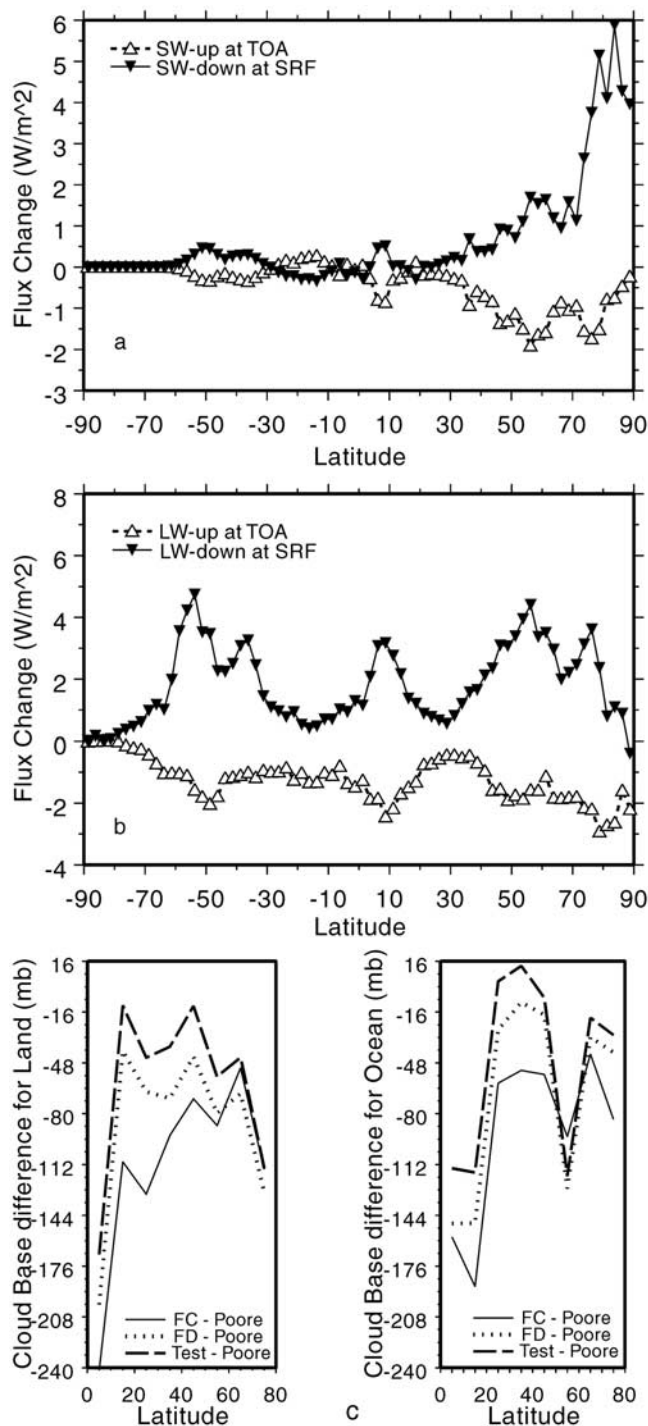 6
5
4
3
2
1
0
-1
-2
-3
Flux Change (W/m^2)
SW-up at TOA
SW-down at SRF
a
-90 -70 -50 -30 -10 10 30 50 70 90
Latitude
8
6
4
2
0
-2
-4
Flux Change (W/m^2)
LW-up at TOA
LW-down at SRF
b
-90 -70 -50 -30 -10 10 30 50 70 90
Latitude
Cloud Base difference for Land (mb)
16
-16
-48
-80
-112
-144
-176
-208
-240
FC - Poore
FD - Poore
Test - Poore
0 20 40 60 80
Latitude
c
Cloud Base difference for Ocean (mb)
16
-16
-48
-80
-112
-144
-176
-208
-240
FC - Poore
FD - Poore
Test - Poore
0 20 40 60 80
Latitude